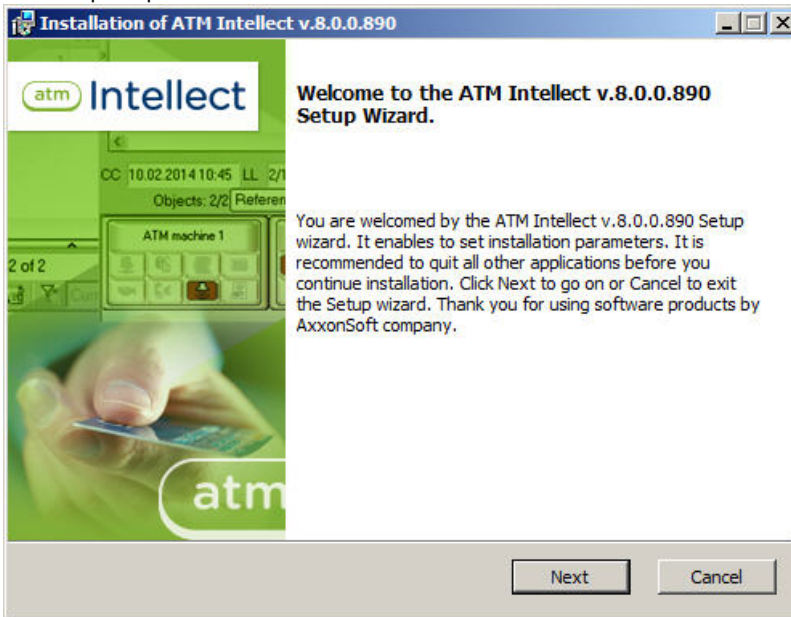 Installation of ATM Intellect v.8.0.0.890
atm Intellect
Welcome to the ATM Intellect v.8.0.0.890
Setup Wizard.
CC 10.02.2014 10:45 LL
Objects: 2/2
ATM machine 1
2 of 2
You are welcomed by the ATM Intellect v.8.0.0.890 Setup
wizard. It enables to set installation parameters. It is
recommended to quit all other applications before you
continue installation. Click Next to go on or Cancel to exit
the Setup wizard. Thank you for using software products by
AxxonSoft company.
atm
Next Cancel